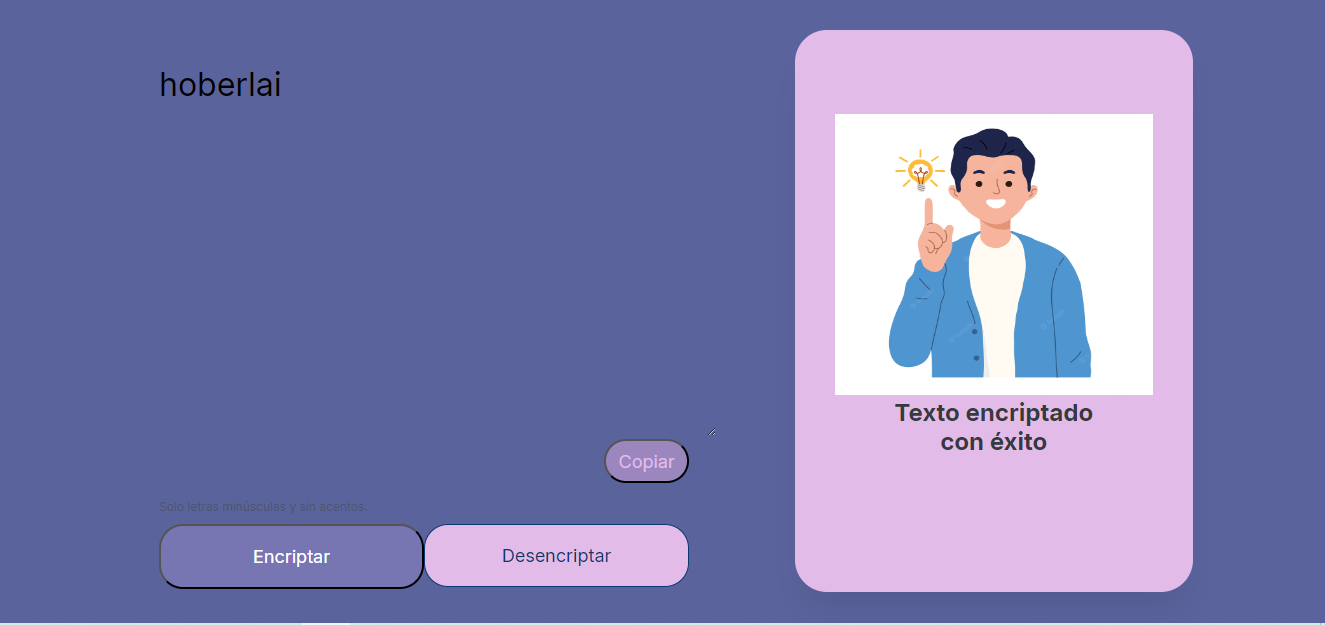 hoberlai
Texto encriptado
con éxito
Copiar
Solo letras minúsculas y sin acentos.
Encriptar
Desencriptar